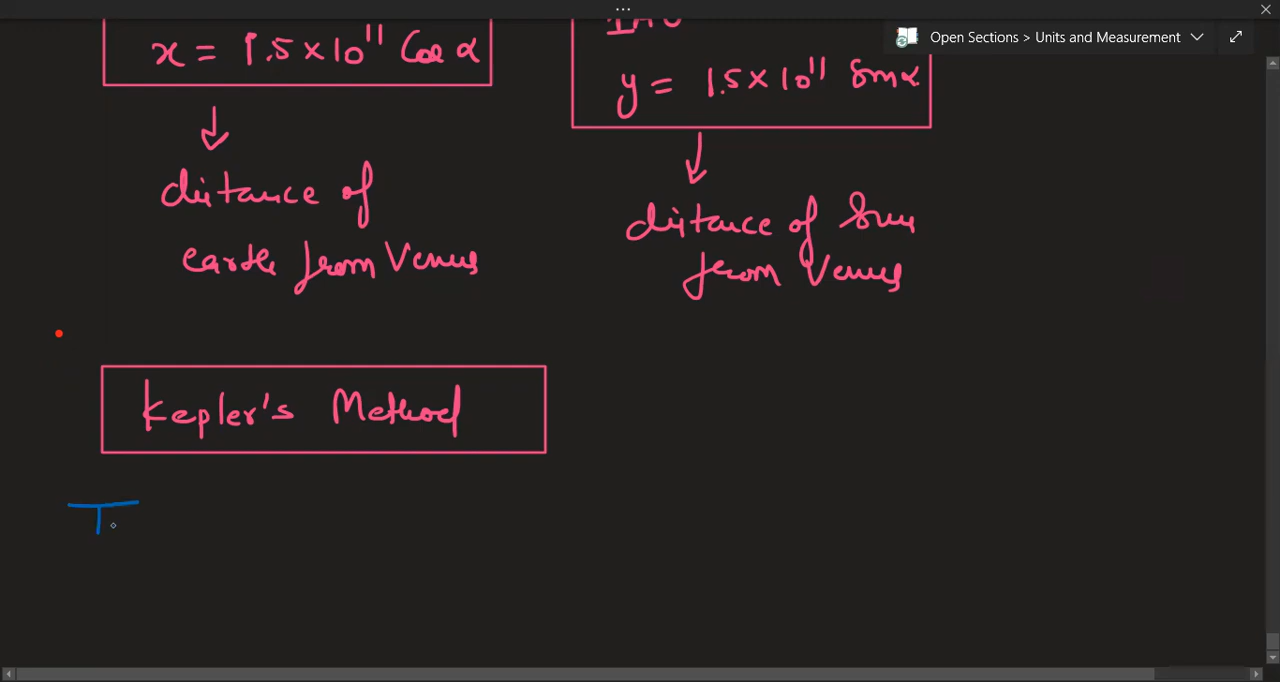 ...
Open Sections > Units and Measurement
x = 1.5×10¹¹ Cos α
y = 1.5×10¹¹ Sinα
distance of
earth from Venus
distance of Sun
from Venus
Kepler's Method
T